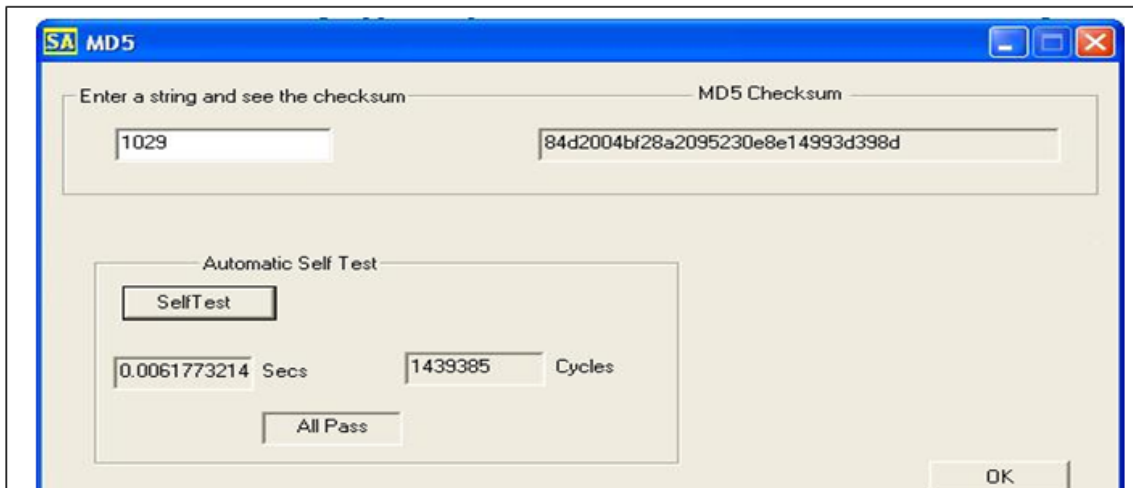 SA MD5
Enter a string and see the checksum MD5 Checksum
1029 84d2004bf28a2095230e8e14993d398d
Automatic Self Test
SelfTest
0.0061773214 Secs 1439385 Cycles
All Pass
OK